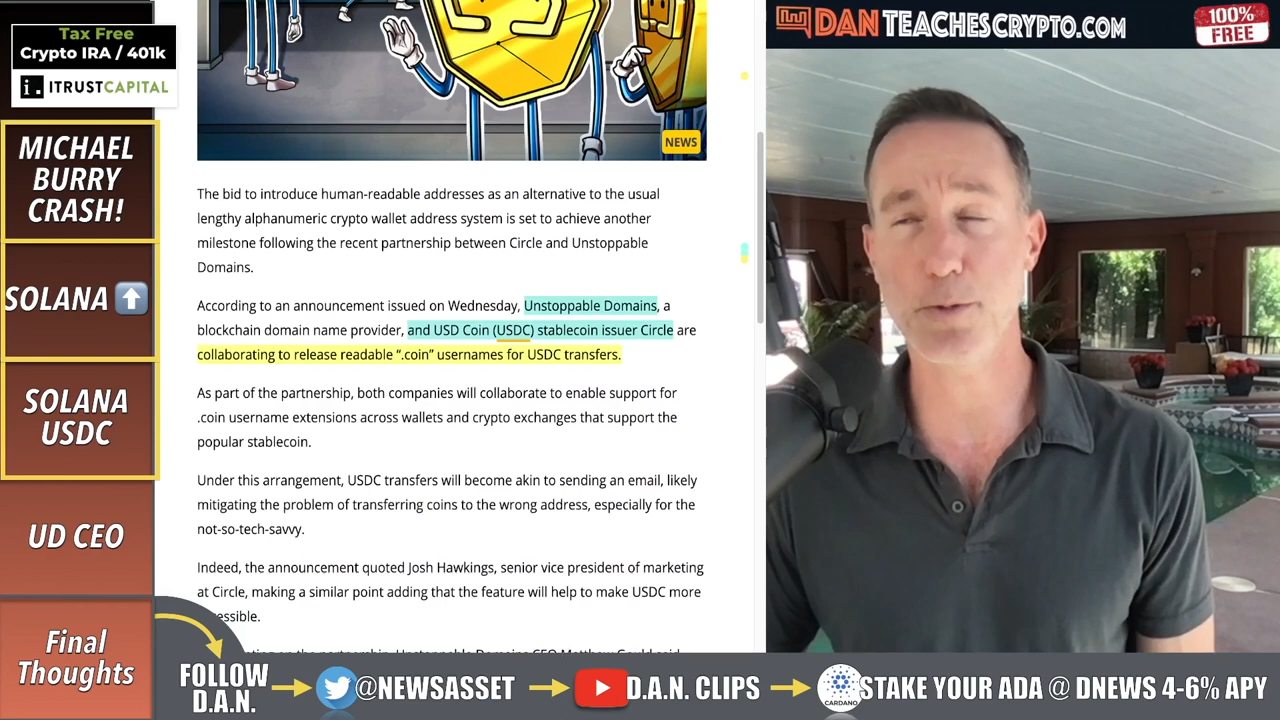 Tax Free
Crypto IRA / 401k
ITRUSTCAPITAL
MICHAEL
BURRY
CRASH!
SOLANA
SOLANA
USDC
UD CEO
Final
Thoughts
NEWS
The bid to introduce human-readable addresses as an alternative to the usual
lengthy alphanumeric crypto wallet address system is set to achieve another
milestone following the recent partnership between Circle and Unstoppable
Domains.
According to an announcement issued on Wednesday, Unstoppable Domains, a
blockchain domain name provider, and USD Coin (USDC) stablecoin issuer Circle are
collaborating to release readable “.coin” usernames for USDC transfers.
As part of the partnership, both companies will collaborate to enable support for
.coin username extensions across wallets and crypto exchanges that support the
popular stablecoin.
Under this arrangement, USDC transfers will become akin to sending an email, likely
mitigating the problem of transferring coins to the wrong address, especially for the
not-so-tech-savvy.
Indeed, the announcement quoted Josh Hawkings, senior vice president of marketing
at Circle, making a similar point adding that the feature will help to make USDC more
DANTEACHESCRYPTO.COM
100%
FREE
FOLLOW
D.A.N.
@NEWSASSET
D.A.N. CLIPS
CARDANO
STAKE YOUR ADA @ DNEWS 4-6% APY